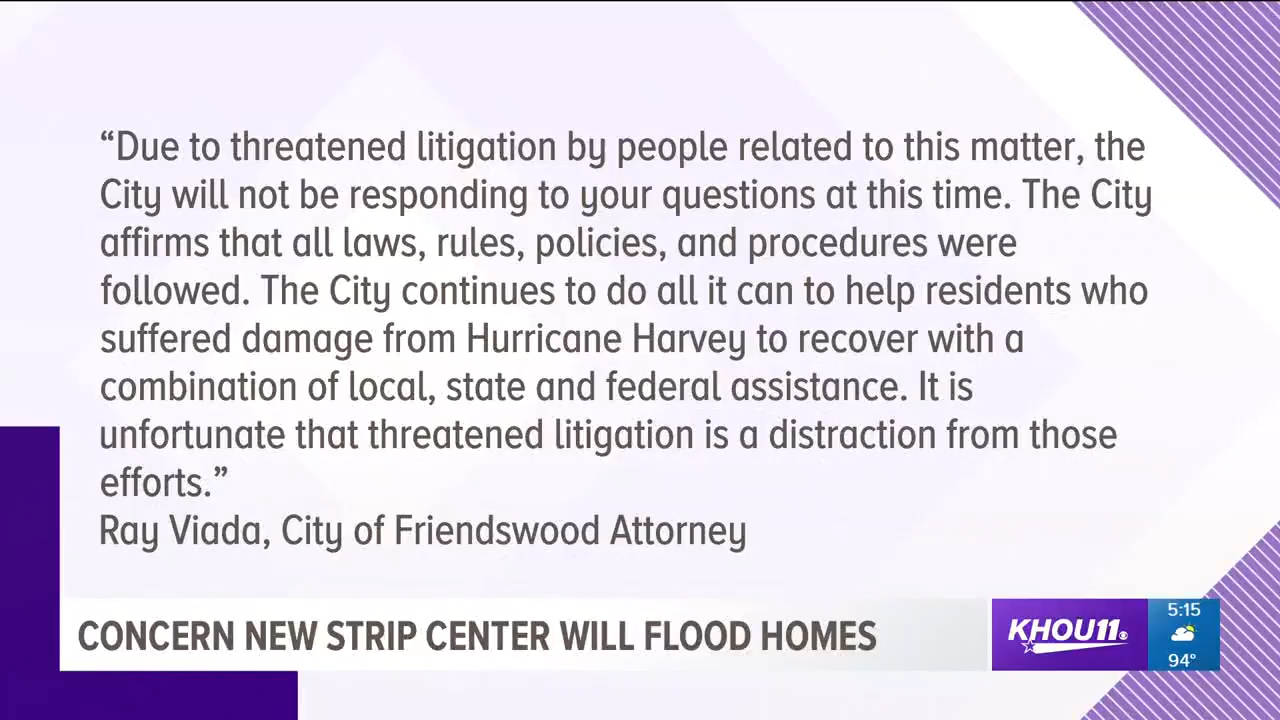 “Due to threatened litigation by people related to this matter, the
City will not be responding to your questions at this time. The City
affirms that all laws, rules, policies, and procedures were
followed. The City continues to do all it can to help residents who
suffered damage from Hurricane Harvey to recover with a
combination of local, state and federal assistance. It is
unfortunate that threatened litigation is a distraction from those
efforts.”
Ray Viada, City of Friendswood Attorney
CONCERN NEW STRIP CENTER WILL FLOOD HOMES
KHOU11
5:15
94°